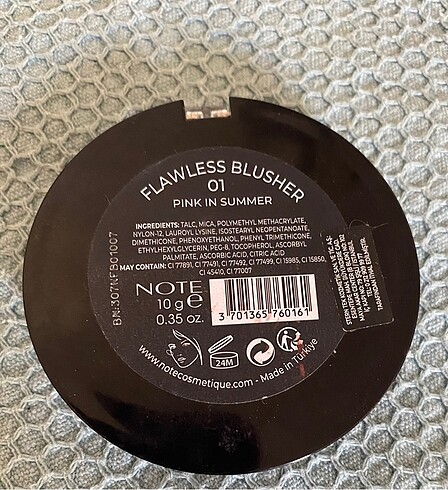 FLAWLESS BLUSHER
01
PINK IN SUMMER
INGREDIENTS: TALC, MICA, POLYMETHYL METHACRYLATE,
NYLON-12, LAUROYL LYSINE, ISOSTEARYL NEOPENTANOATE,
DIMETHICONE, PHENOXYETHANOL, PHENYL TRIMETHICONE,
ETHYLHEXYLGLYCERIN, PEG-8, TOCOPHEROL, ASCORBYL
PALMITATE, ASCORBIC ACID, CITRIC ACID
MAY CONTAIN: CI 77891, CI 77491, CI 77492, CI 77499, CI 15985, CI 15850,
CI 45410, CI 77007
NOTE
10 g e
0.35 oz.
3 701365 760161
24M
www.notecosmetique.com - Made in Türkiye
B.N:307NFB01007